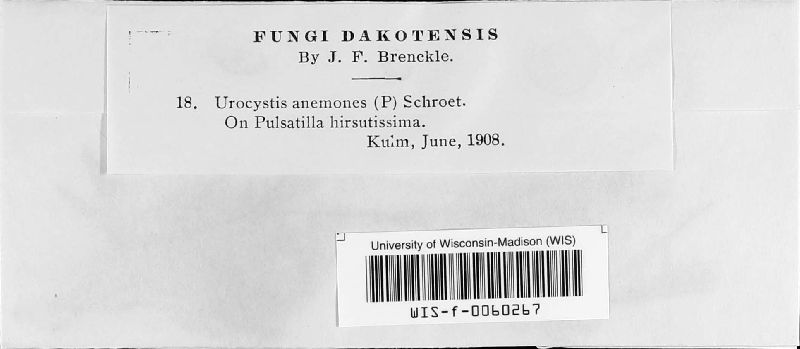 FUNGI DAKOTENSIS
By J. F. Brenckle.
18. Urocystis anemones (P) Schroet.
On Pulsatilla hirsutissima.
Kulm, June, 1908.
University of Wisconsin-Madison (WIS)
WIS-f-0060267